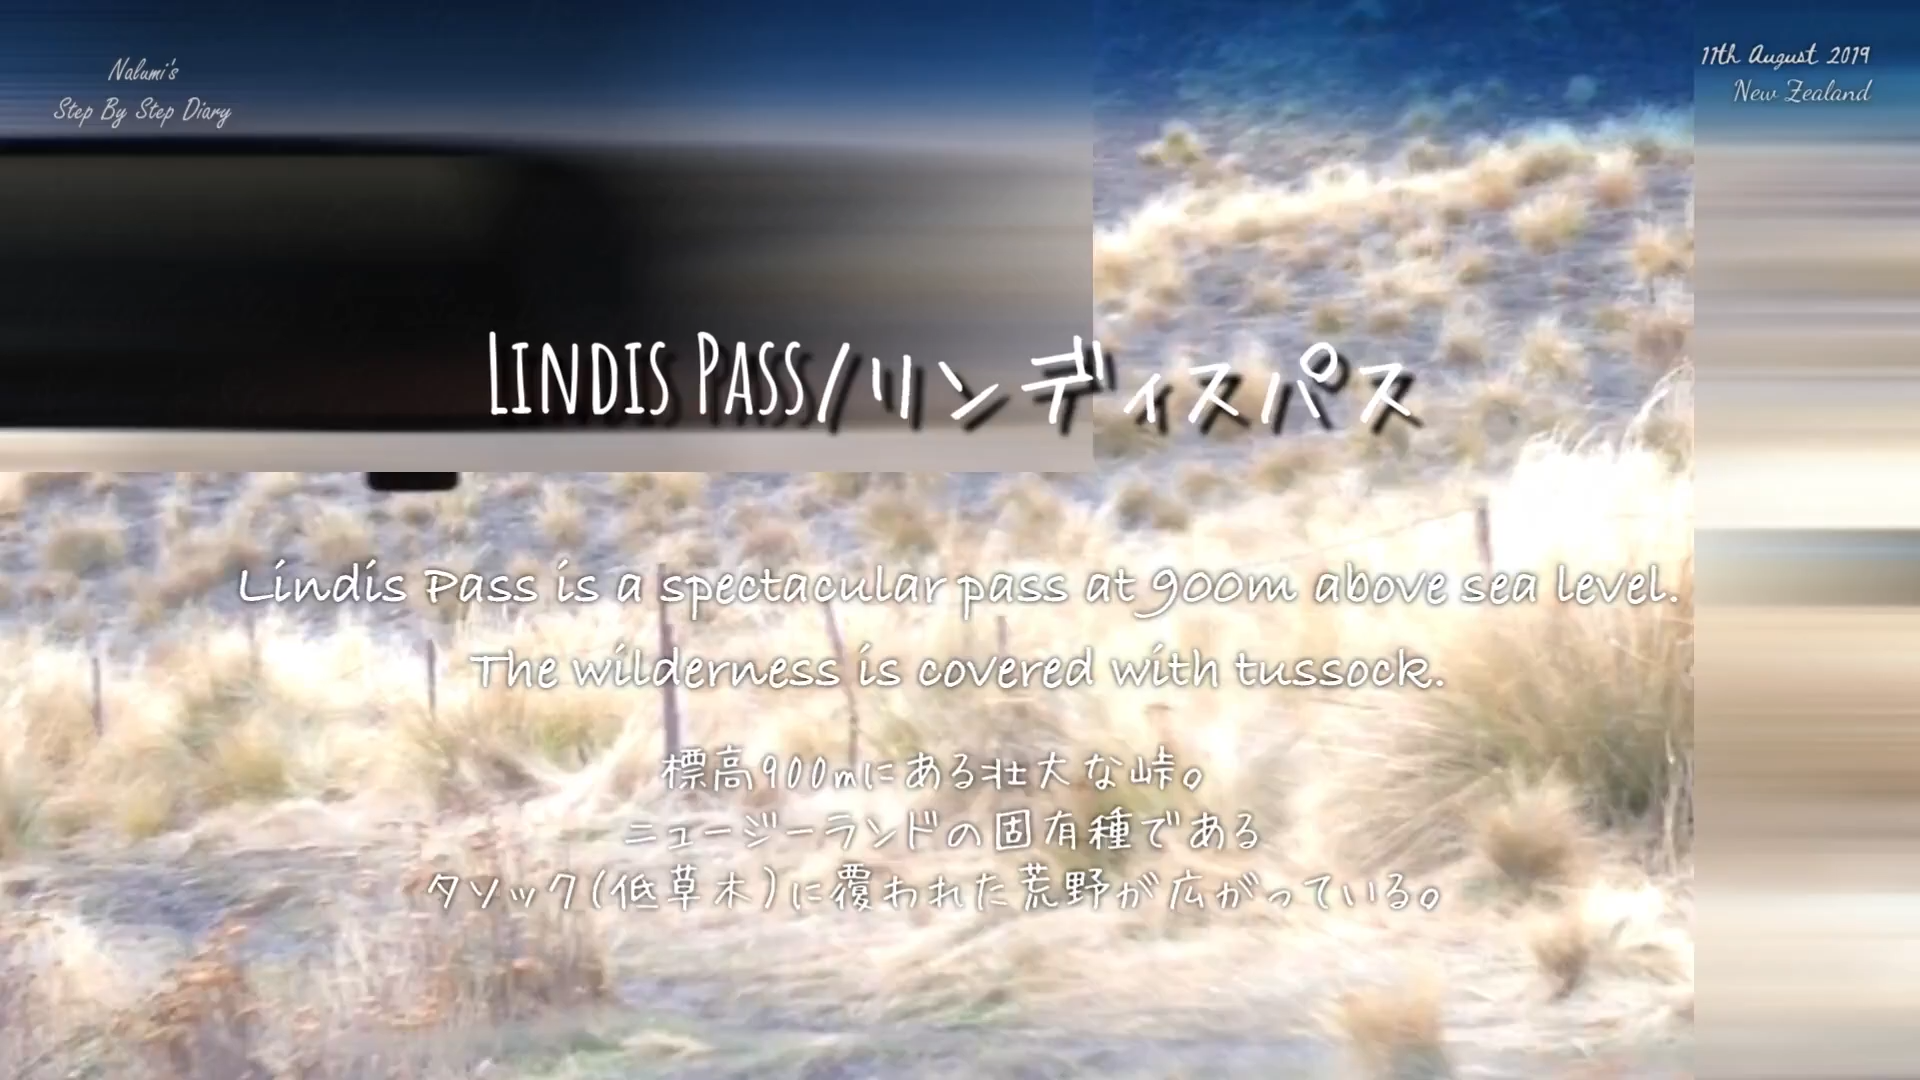 Nalumi's
Step By Step Diary
11th August 2019
New Zealand
Lindis Pass/リンディスパス
Lindis Pass is a spectacular pass at 900m above sea level.
The wilderness is covered with tussock.
標高900mにある壮大な峠。
ニュージーランドの固有種である
タソック(低草木)に覆われた荒野が広がっている。